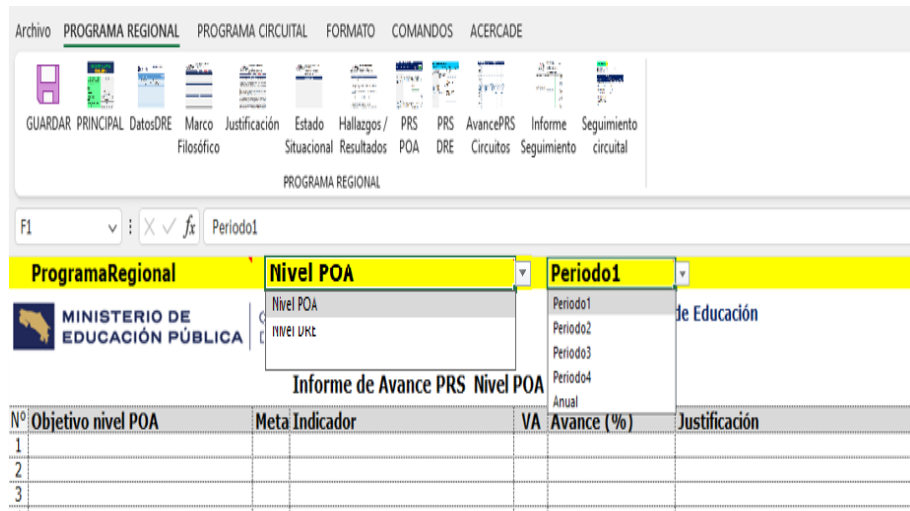 Archivo PROGRAMA REGIONAL PROGRAMA CIRCUITAL FORMATO COMANDOS ACERCADE
GUARDAR PRINCIPAL DatosDRE Marco Filosófico Justificación Estado Situacional Hallazgos / Resultados PRS POA PRS DRE AvancePRS Circuitos Informe Seguimiento Seguimiento circuital
PROGRAMA REGIONAL
F1 fx Periodo1
ProgramaRegional Nivel POA Periodo1
Nivel POA
Nivel DRE
Periodo1
Periodo2
Periodo3
Periodo4
Anual
MINISTERIO DE
EDUCACIÓN PÚBLICA
de Educación
Informe de Avance PRS Nivel POA
Nº Objetivo nivel POA Meta Indicador VA Avance (%) Justificación
1
2
3